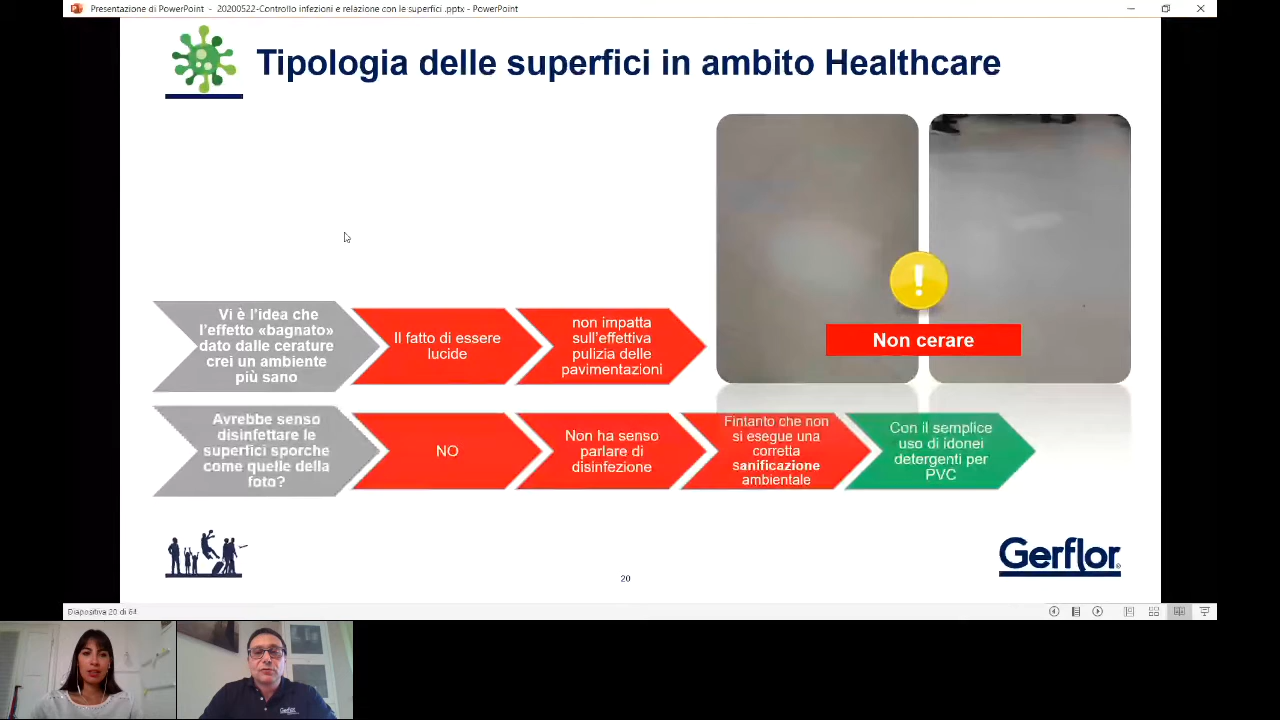 Presentazione di PowerPoint - 20200522-Controllo infezioni e relazione con le superfici .pptx - PowerPoint
Tipologia delle superfici in ambito Healthcare
!
Non cerare
Vi è l'idea che
l'effetto «bagnato»
dato dalle cerature
crei un ambiente
più sano
Il fatto di essere
lucide
non impatta
sull'effettiva
pulizia delle
pavimentazioni
Avrebbe senso
disinfettare le
superfici sporche
come quelle della
foto?
NO
Non ha senso
parlare di
disinfezione
Fintanto che non
si esegue una
corretta
sanificazione
ambientale
Con il semplice
uso di idonei
detergenti per
PVC
Gerflor
20
Diapositiva 20 di 64
Gerflor